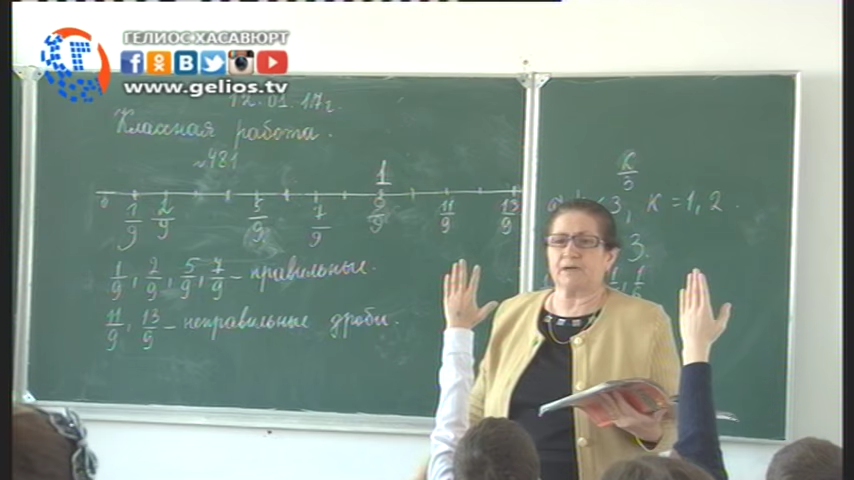 ГЕЛИОС ХАСАВЮРТ
www.gelios.tv
12.01.17г.
Классная работа.
№481
1
0 1/9 2/9 5/9 7/9 9/9 11/9 13/9
1/9, 2/9, 5/9, 7/9 – правильные.
11/9, 13/9 – неправильные дроби.
к/3
3, К = 1, 2.
3.